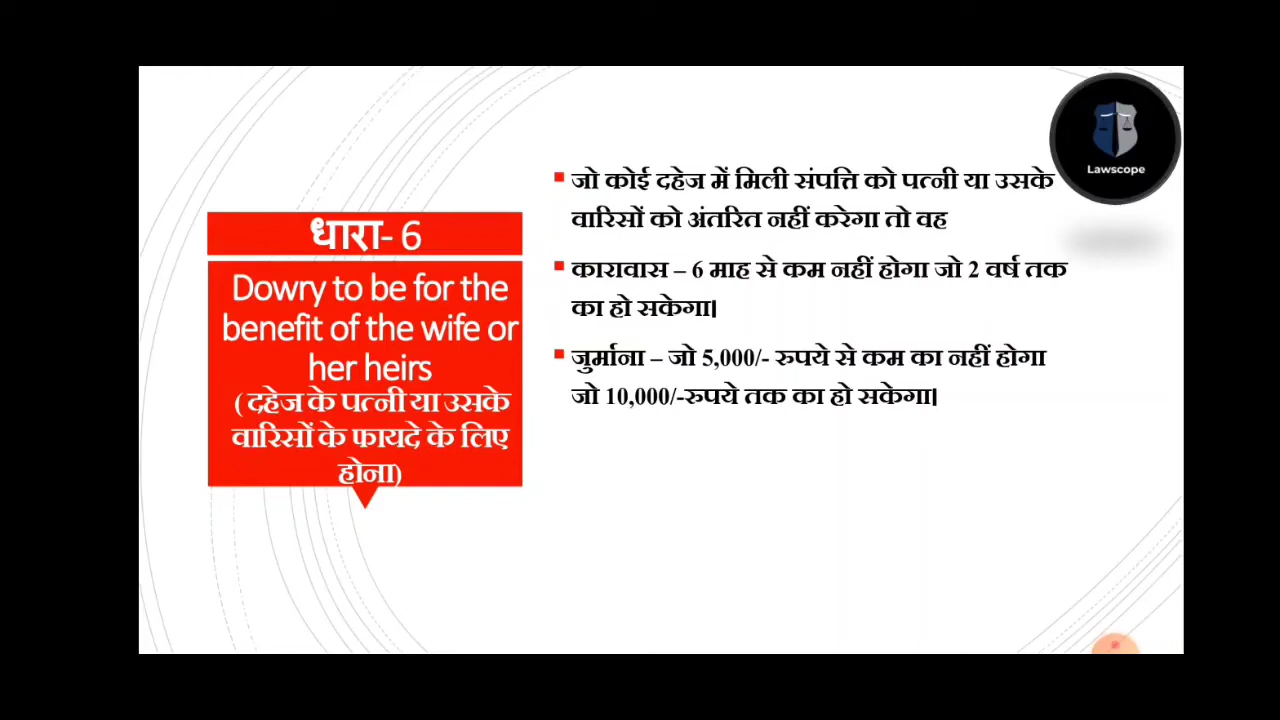 धारा- 6
Dowry to be for the
benefit of the wife or
her heirs
( दहेज के पत्नी या उसके
वारिसों के फायदे के लिए
होना)
▪ जो कोई दहेज में मिली संपत्ति को पत्नी या उसके
वारिसों को अंतरित नहीं करेगा तो वह
▪ कारावास – 6 माह से कम नहीं होगा जो 2 वर्ष तक
का हो सकेगा।
▪ जुर्माना – जो 5,000/- रुपये से कम का नहीं होगा
जो 10,000/-रुपये तक का हो सकेगा।
Lawscope